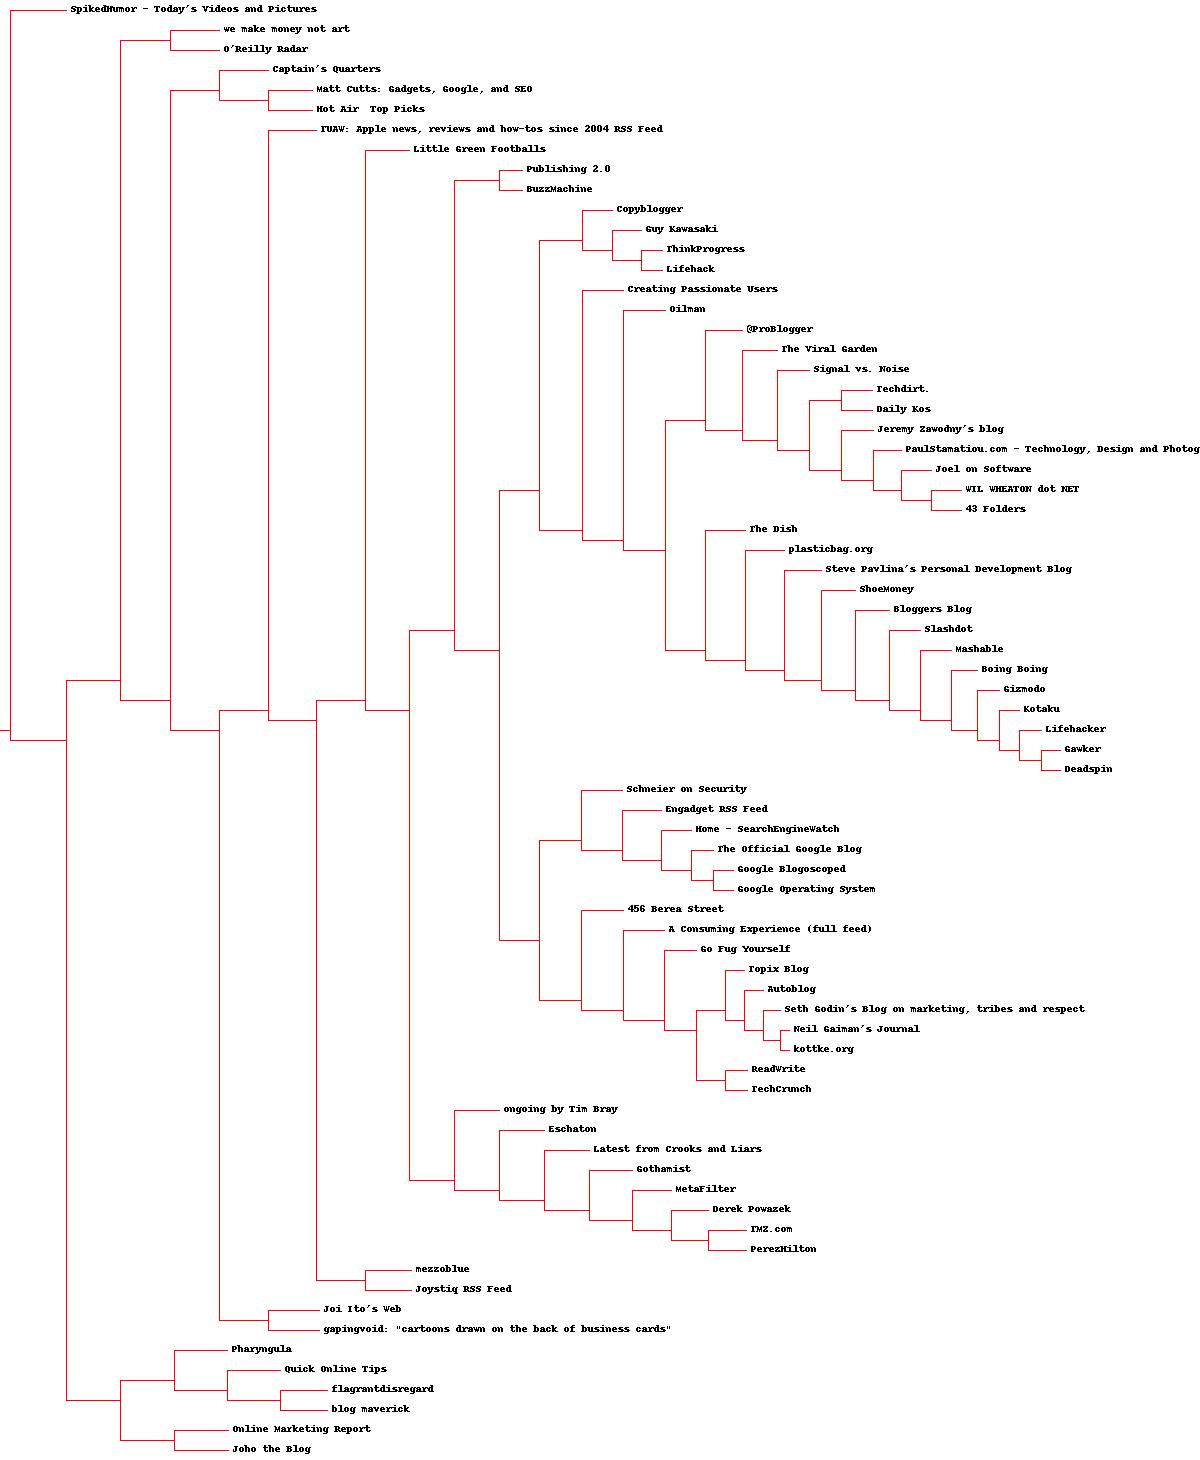 SpikedHumor - Today's Videos and Pictures
we make money not art
O'Reilly Radar
Captain's Quarters
Matt Cutts: Gadgets, Google, and SEO
Hot Air  Top Picks
TUAW: Apple news, reviews and how-tos since 2004 RSS Feed
Little Green Footballs
Publishing 2.0
BuzzMachine
Copyblogger
Guy Kawasaki
ThinkProgress
Lifehack
Creating Passionate Users
Oilman
@ProBlogger
The Viral Garden
Signal vs. Noise
Techdirt.
Daily Kos
Jeremy Zawodny's blog
PaulStamatiou.com - Technology, Design and Photog
Joel on Software
WIL WHEATON dot NET
43 Folders
The Dish
plasticbag.org
Steve Pavlina's Personal Development Blog
ShoeMoney
Bloggers Blog
Slashdot
Mashable
Boing Boing
Gizmodo
Kotaku
Lifehacker
Gawker
Deadspin
Schneier on Security
Engadget RSS Feed
Home - SearchEngineWatch
The Official Google Blog
Google Blogoscoped
Google Operating System
456 Berea Street
A Consuming Experience (full feed)
Go Fug Yourself
Topix Blog
Autoblog
Seth Godin's Blog on marketing, tribes and respect
Neil Gaiman's Journal
kottke.org
ReadWrite
TechCrunch
ongoing by Tim Bray
Eschaton
Latest from Crooks and Liars
Gothamist
MetaFilter
Derek Powazek
TMZ.com
PerezHilton
mezzoblue
Joystiq RSS Feed
Joi Ito's Web
gapingvoid: "cartoons drawn on the back of business cards"
Pharyngula
Quick Online Tips
flagrantdisregard
blog maverick
Online Marketing Report
Joho the Blog